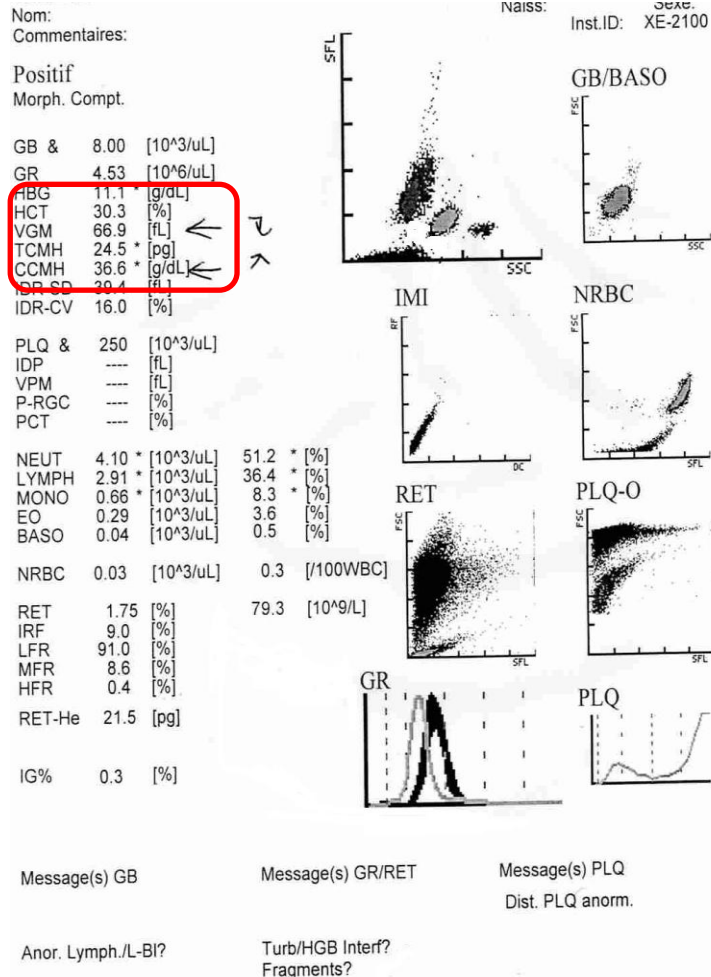 Nom:
Naiss:
Sexe:
Commentaires:
Inst.ID: XE-2100
Positif
Morph. Compt.
GB & 8.00 [10^3/uL]
GR 4.53 [10^6/uL]
HBG 11.1 * [g/dL]
HCT 30.3 [%]
VGM 66.9 [fL]
TCMH 24.5 * [pg]
CCMH 36.6 * [g/dL]
IDR-SD 39.4 [fL]
IDR-CV 16.0 [%]
PLQ & 250 [10^3/uL]
IDP ---- [fL]
VPM ---- [fL]
P-RGC ---- [%]
PCT ---- [%]
NEUT 4.10 * [10^3/uL] 51.2 * [%]
LYMPH 2.91 * [10^3/uL] 36.4 * [%]
MONO 0.66 * [10^3/uL] 8.3 * [%]
EO 0.29 [10^3/uL] 3.6 [%]
BASO 0.04 [10^3/uL] 0.5 [%]
NRBC 0.03 [10^3/uL] 0.3 [/100WBC]
RET 1.75 [%] 79.3 [10^9/L]
IRF 9.0 [%]
LFR 91.0 [%]
MFR 8.6 [%]
HFR 0.4 [%]
RET-He 21.5 [pg]
IG% 0.3 [%]
SFL
SSC
GB/BASO
FSC
SSC
IMI
RF
DC
NRBC
FSC
SFL
RET
FSC
SFL
PLQ-O
FSC
SFL
GR
PLQ
Message(s) GB
Message(s) GR/RET
Message(s) PLQ
Dist. PLQ anorm.
Anor. Lymph./L-Bl?
Turb/HGB Interf?
Fragments?